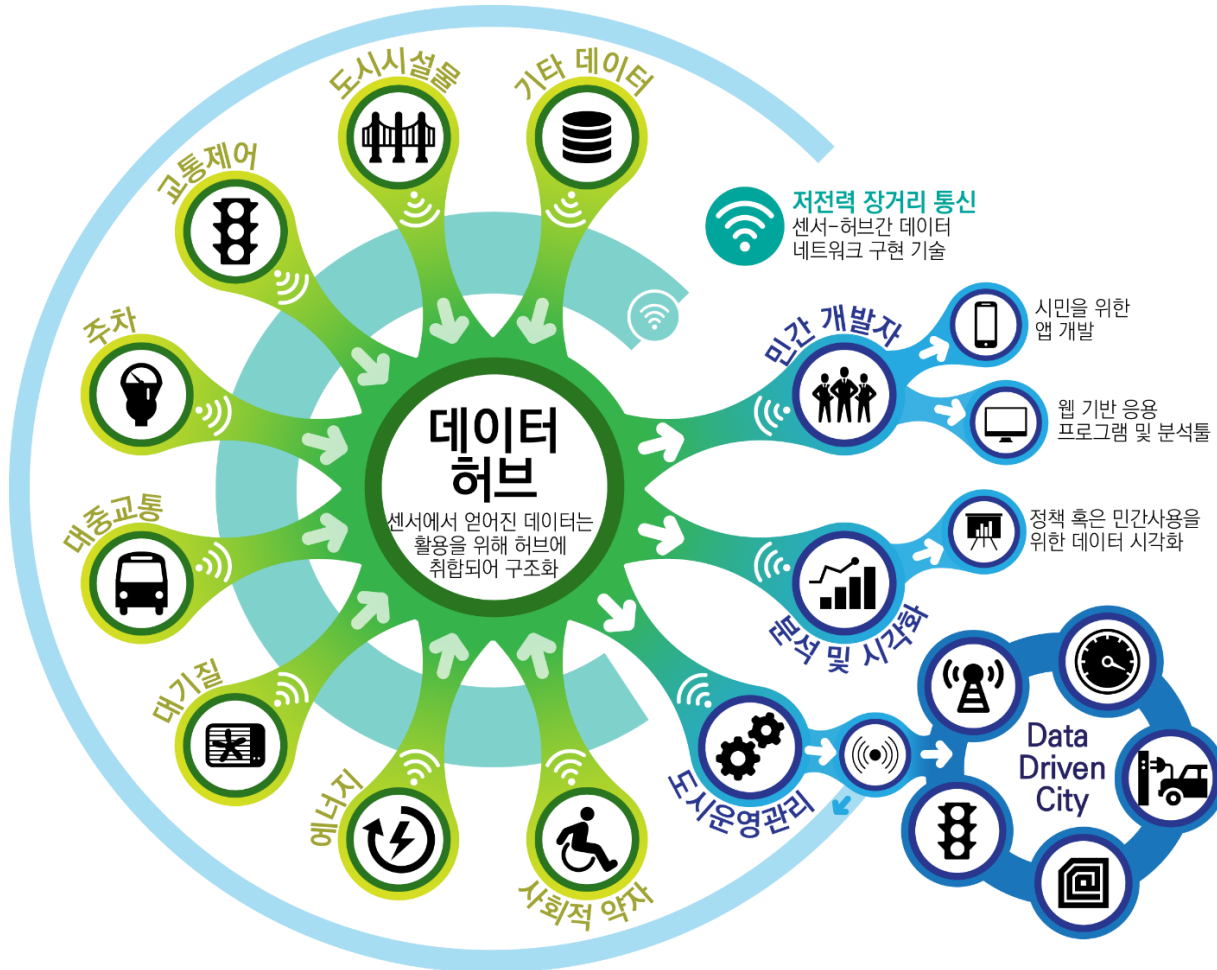 도시시설물
기타 데이터
교통제어
주차
대중교통
대기질
에너지
사회적 약자
저전력 장거리 통신
센서-허브간 데이터
네트워크 구현 기술
데이터
허브
센서에서 얻어진 데이터는
활용을 위해 허브에
취합되어 구조화
민간 개발자
시민을 위한
앱 개발
웹 기반 응용
프로그램 및 분석툴
분석 및 시각화
정책 혹은 민간사용을
위한 데이터 시각화
도시운영관리
Data
Driven
City